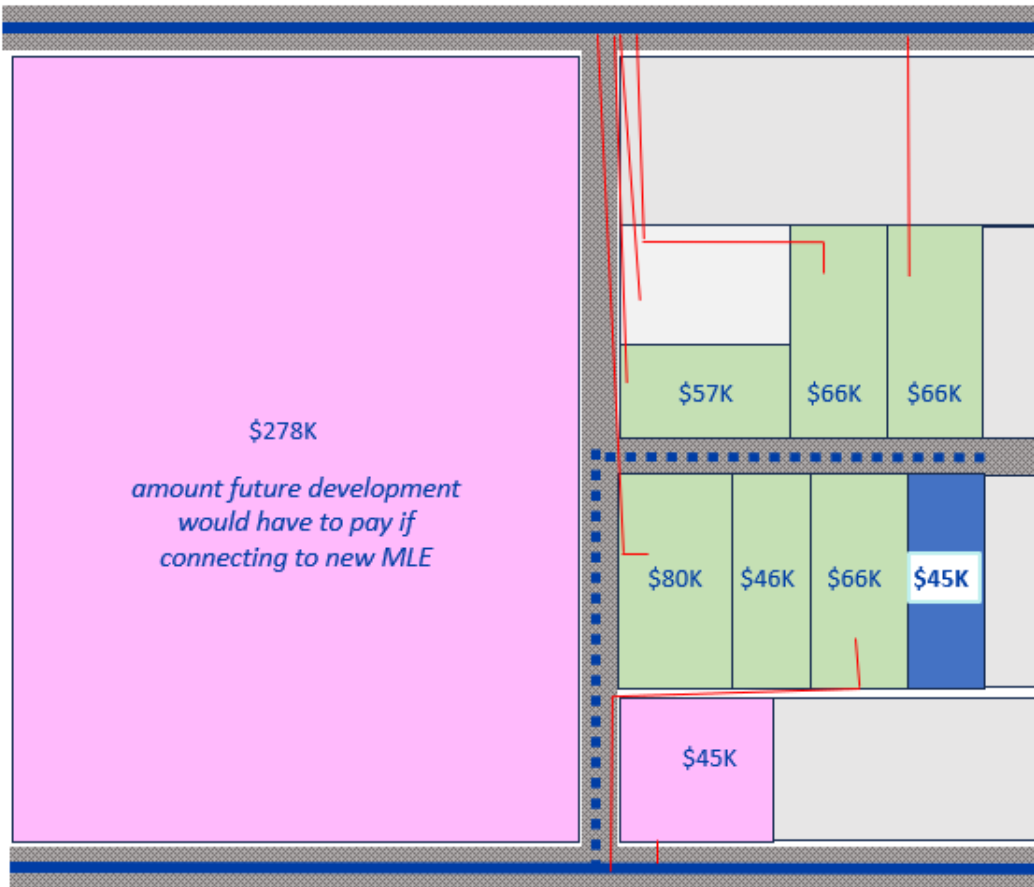 $57K
$66K
$66K
$278K
amount future development
would have to pay if
connecting to new MLE
$80K
$46K
$66K
$45K
$45K